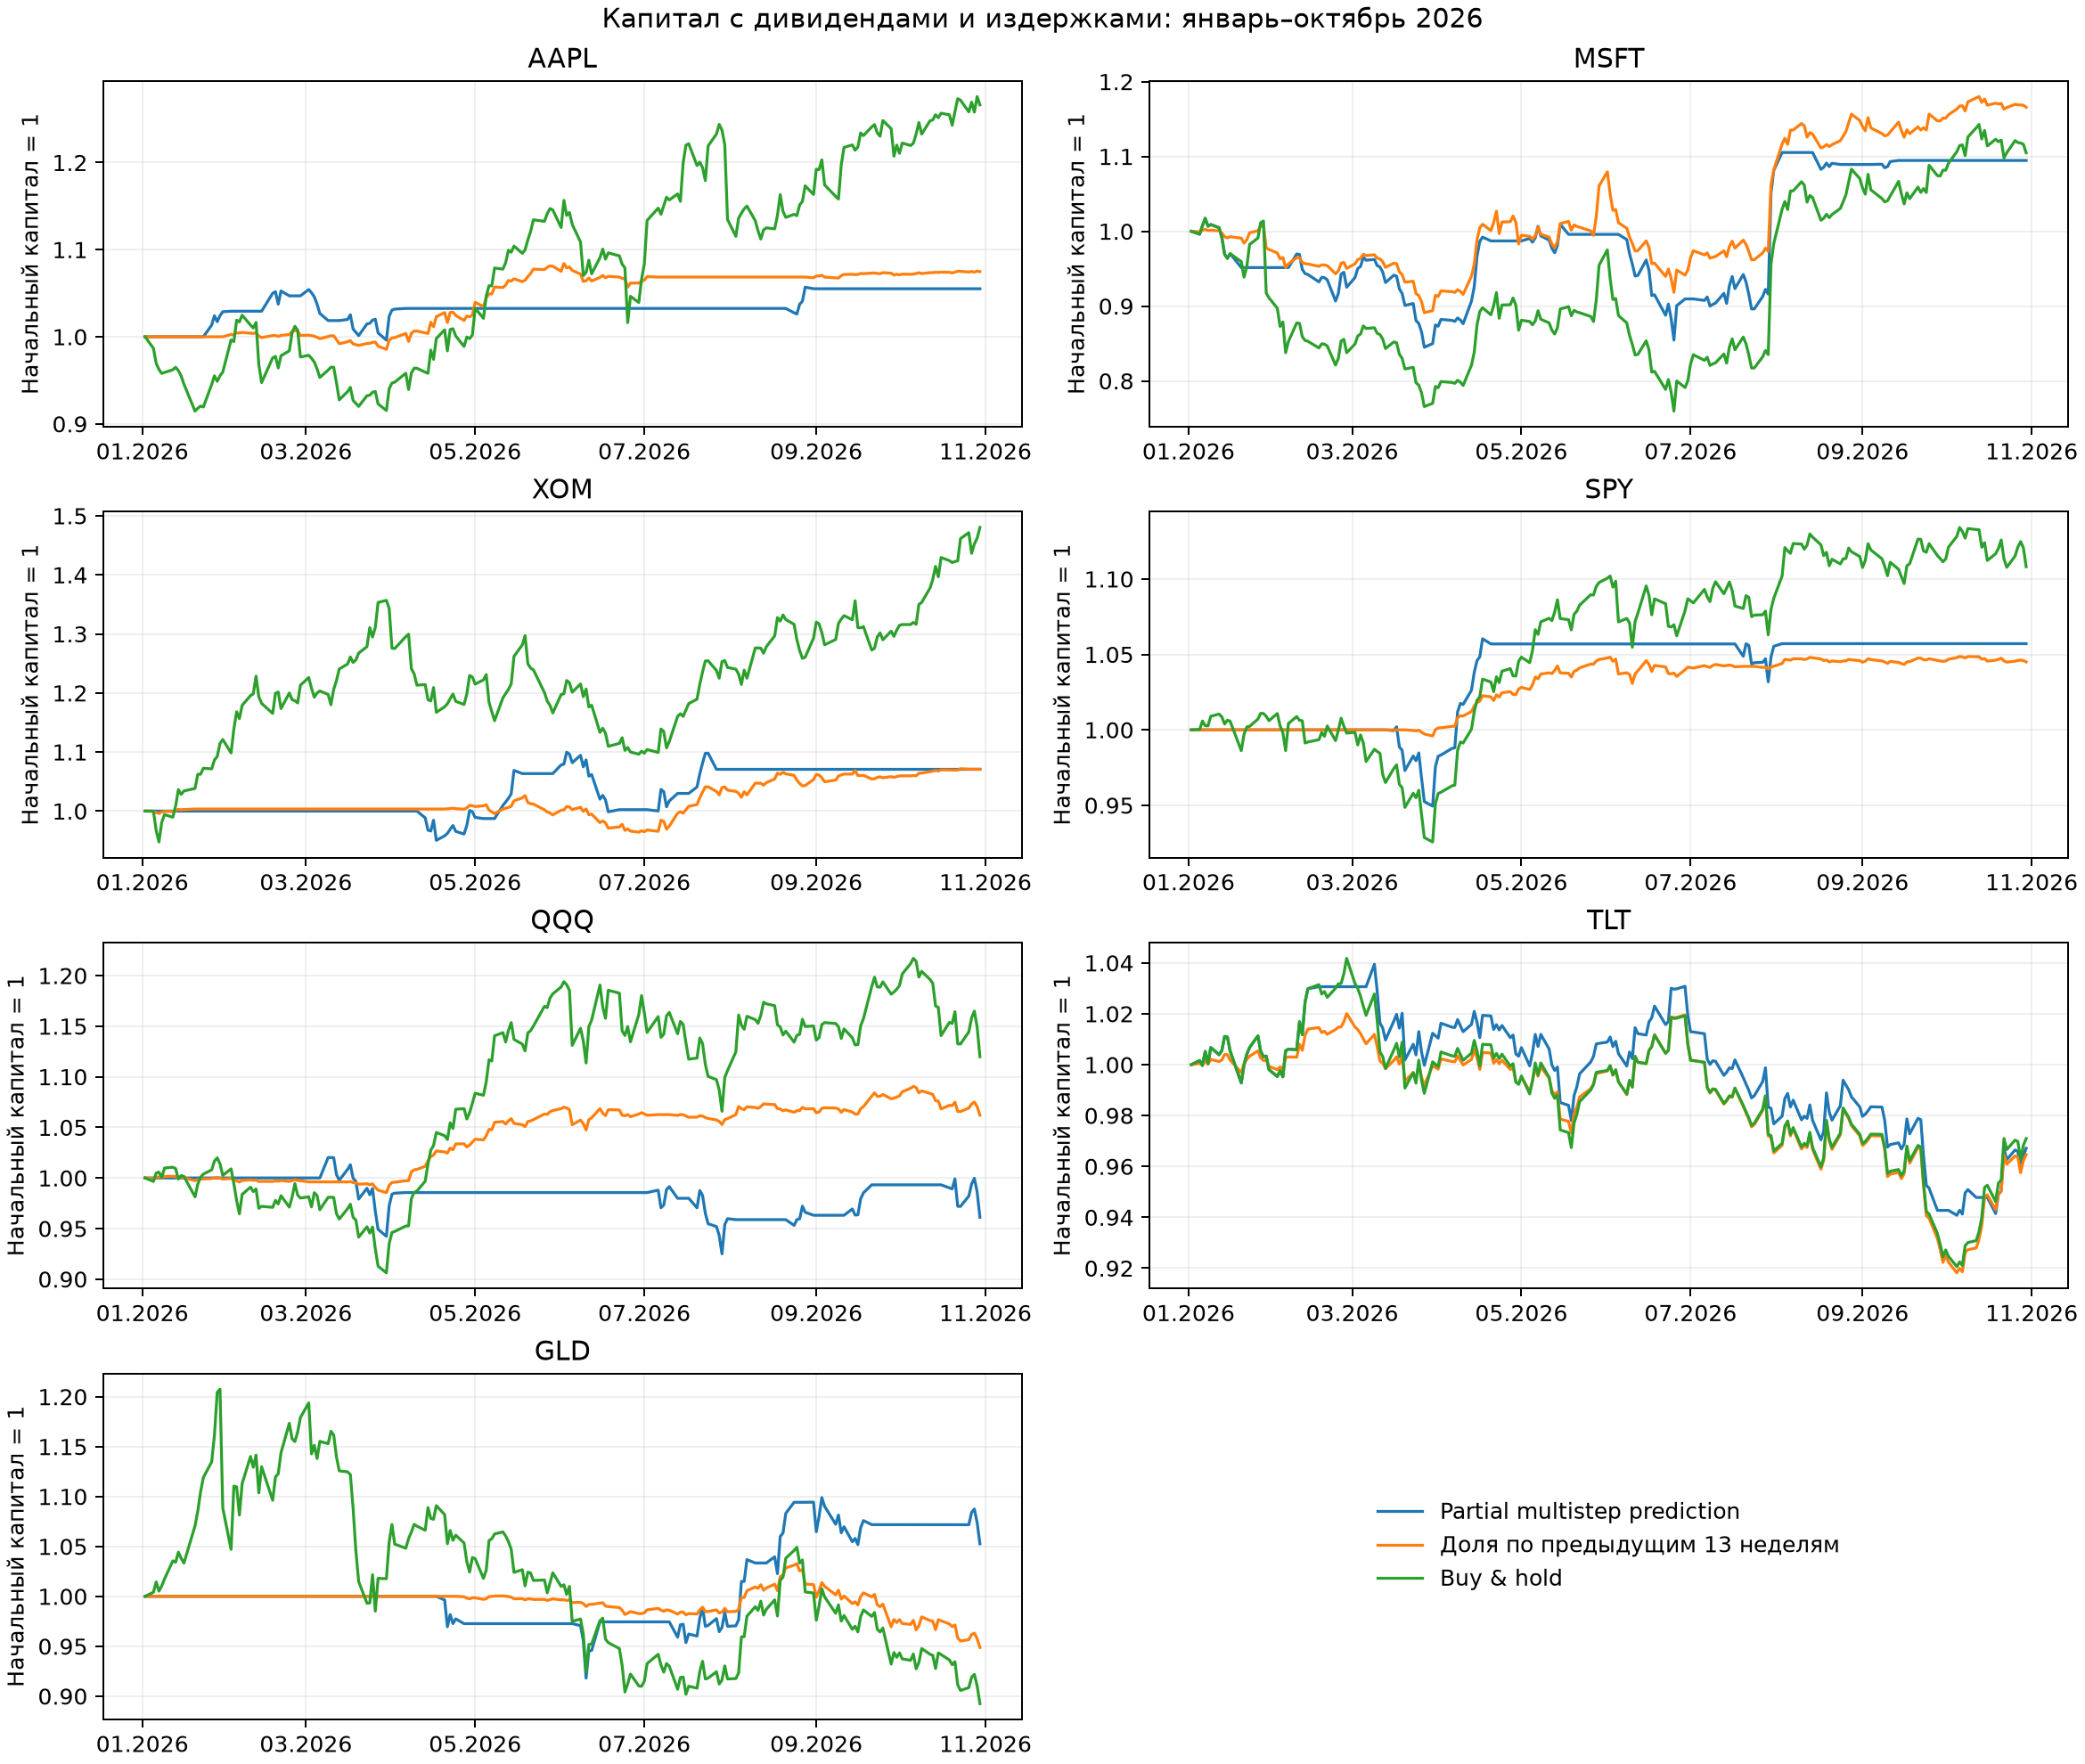 Капитал с дивидендами и издержками: январь–октябрь 2026
AAPL
Начальный капитал = 1
1.2
1.1
1.0
0.9
01.2026 03.2026 05.2026 07.2026 09.2026 11.2026
MSFT
Начальный капитал = 1
1.2
1.1
1.0
0.9
0.8
01.2026 03.2026 05.2026 07.2026 09.2026 11.2026
XOM
Начальный капитал = 1
1.5
1.4
1.3
1.2
1.1
1.0
01.2026 03.2026 05.2026 07.2026 09.2026 11.2026
SPY
Начальный капитал = 1
1.10
1.05
1.00
0.95
01.2026 03.2026 05.2026 07.2026 09.2026 11.2026
QQQ
Начальный капитал = 1
1.20
1.15
1.10
1.05
1.00
0.95
0.90
01.2026 03.2026 05.2026 07.2026 09.2026 11.2026
TLT
Начальный капитал = 1
1.04
1.02
1.00
0.98
0.96
0.94
0.92
01.2026 03.2026 05.2026 07.2026 09.2026 11.2026
GLD
Начальный капитал = 1
1.20
1.15
1.10
1.05
1.00
0.95
0.90
01.2026 03.2026 05.2026 07.2026 09.2026 11.2026
Partial multistep prediction
Доля по предыдущим 13 неделям
Buy & hold